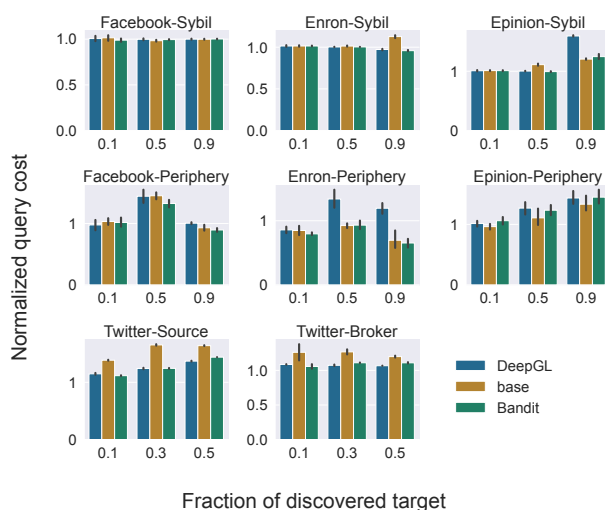 Facebook-Sybil Enron-Sybil Epinion-Sybil
1.0 1.0 1
0.5 0.5
0.0 0.0 0
0.1 0.5 0.9 0.1 0.5 0.9 0.1 0.5 0.9
Facebook-Periphery Enron-Periphery Epinion-Periphery
1 1 1
0 0 0
0.1 0.5 0.9 0.1 0.5 0.9 0.1 0.5 0.9
Twitter-Source Twitter-Broker
1 1.0
0 0.0
0.1 0.3 0.5 0.1 0.3 0.5
DeepGL
base
Bandit
Normalized query cost
Fraction of discovered target